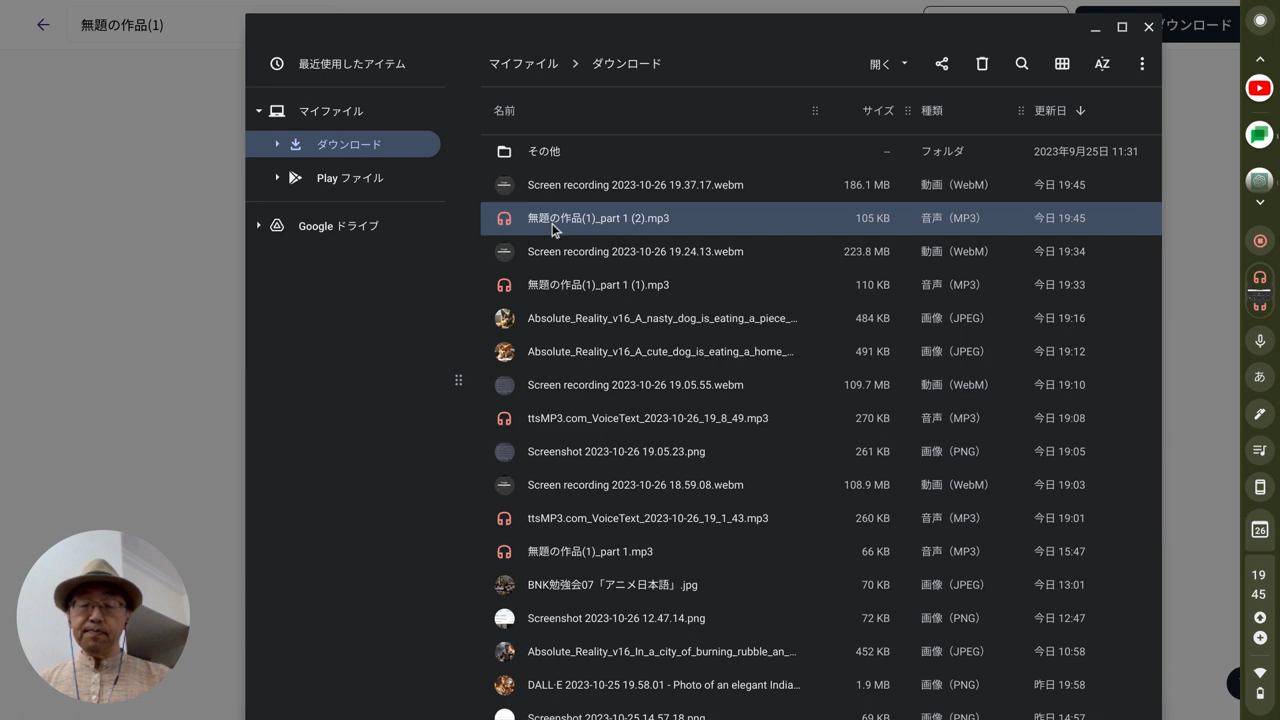 無題の作品(1)
ウンロード
最近使用したアイテム
マイファイル
ダウンロード
開く
AZ
マイファイル
ダウンロード
Play ファイル
Google ドライブ
名前 サイズ 種類 更新日
その他 -- フォルダ 2023年9月25日 11:31
Screen recording 2023-10-26 19.37.17.webm 186.1 MB 動画（WebM） 今日 19:45
無題の作品(1)_part 1 (2).mp3 105 KB 音声（MP3） 今日 19:45
Screen recording 2023-10-26 19.24.13.webm 223.8 MB 動画（WebM） 今日 19:34
無題の作品(1)_part 1 (1).mp3 110 KB 音声（MP3） 今日 19:33
Absolute_Reality_v16_A_nasty_dog_is_eating_a_piece_... 484 KB 画像（JPEG） 今日 19:16
Absolute_Reality_v16_A_cute_dog_is_eating_a_home_... 491 KB 画像（JPEG） 今日 19:12
Screen recording 2023-10-26 19.05.55.webm 109.7 MB 動画（WebM） 今日 19:10
ttsMP3.com_VoiceText_2023-10-26_19_8_49.mp3 270 KB 音声（MP3） 今日 19:08
Screenshot 2023-10-26 19.05.23.png 261 KB 画像（PNG） 今日 19:05
Screen recording 2023-10-26 18.59.08.webm 108.9 MB 動画（WebM） 今日 19:03
ttsMP3.com_VoiceText_2023-10-26_19_1_43.mp3 260 KB 音声（MP3） 今日 19:01
無題の作品(1)_part 1.mp3 66 KB 音声（MP3） 今日 15:47
BNK勉強会07「アニメ日本語」.jpg 70 KB 画像（JPEG） 今日 13:01
Screenshot 2023-10-26 12.47.14.png 72 KB 画像（PNG） 今日 12:47
Absolute_Reality_v16_In_a_city_of_burning_rubble_an_... 452 KB 画像（JPEG） 今日 10:58
DALL·E 2023-10-25 19.58.01 - Photo of an elegant India... 1.9 MB 画像（PNG） 昨日 19:58
Screenshot 2023-10-25 14.57.18.png 69 KB 画像（PNG） 昨日 14:57
あ
26
19
45